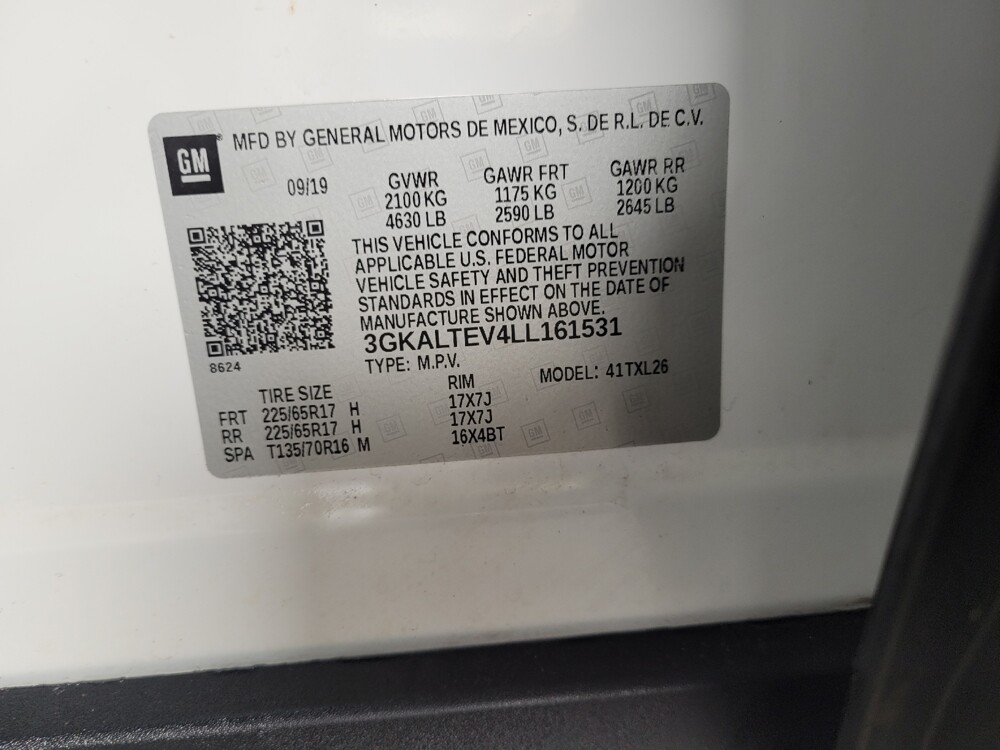 GM
MFD BY GENERAL MOTORS DE MEXICO, S. DE R.L. DE C.V.
09/19
GVWR GAWR FRT GAWR RR
2100 KG 1175 KG 1200 KG
4630 LB 2590 LB 2645 LB
THIS VEHICLE CONFORMS TO ALL
APPLICABLE U.S. FEDERAL MOTOR
VEHICLE SAFETY AND THEFT PREVENTION
STANDARDS IN EFFECT ON THE DATE OF
MANUFACTURE SHOWN ABOVE.
3GKALTEV4LL161531
8624
TYPE: M.P.V. MODEL: 41TXL26
TIRE SIZE RIM
FRT 225/65R17 H 17X7J
RR 225/65R17 H 17X7J
SPA T135/70R16 M 16X4BT